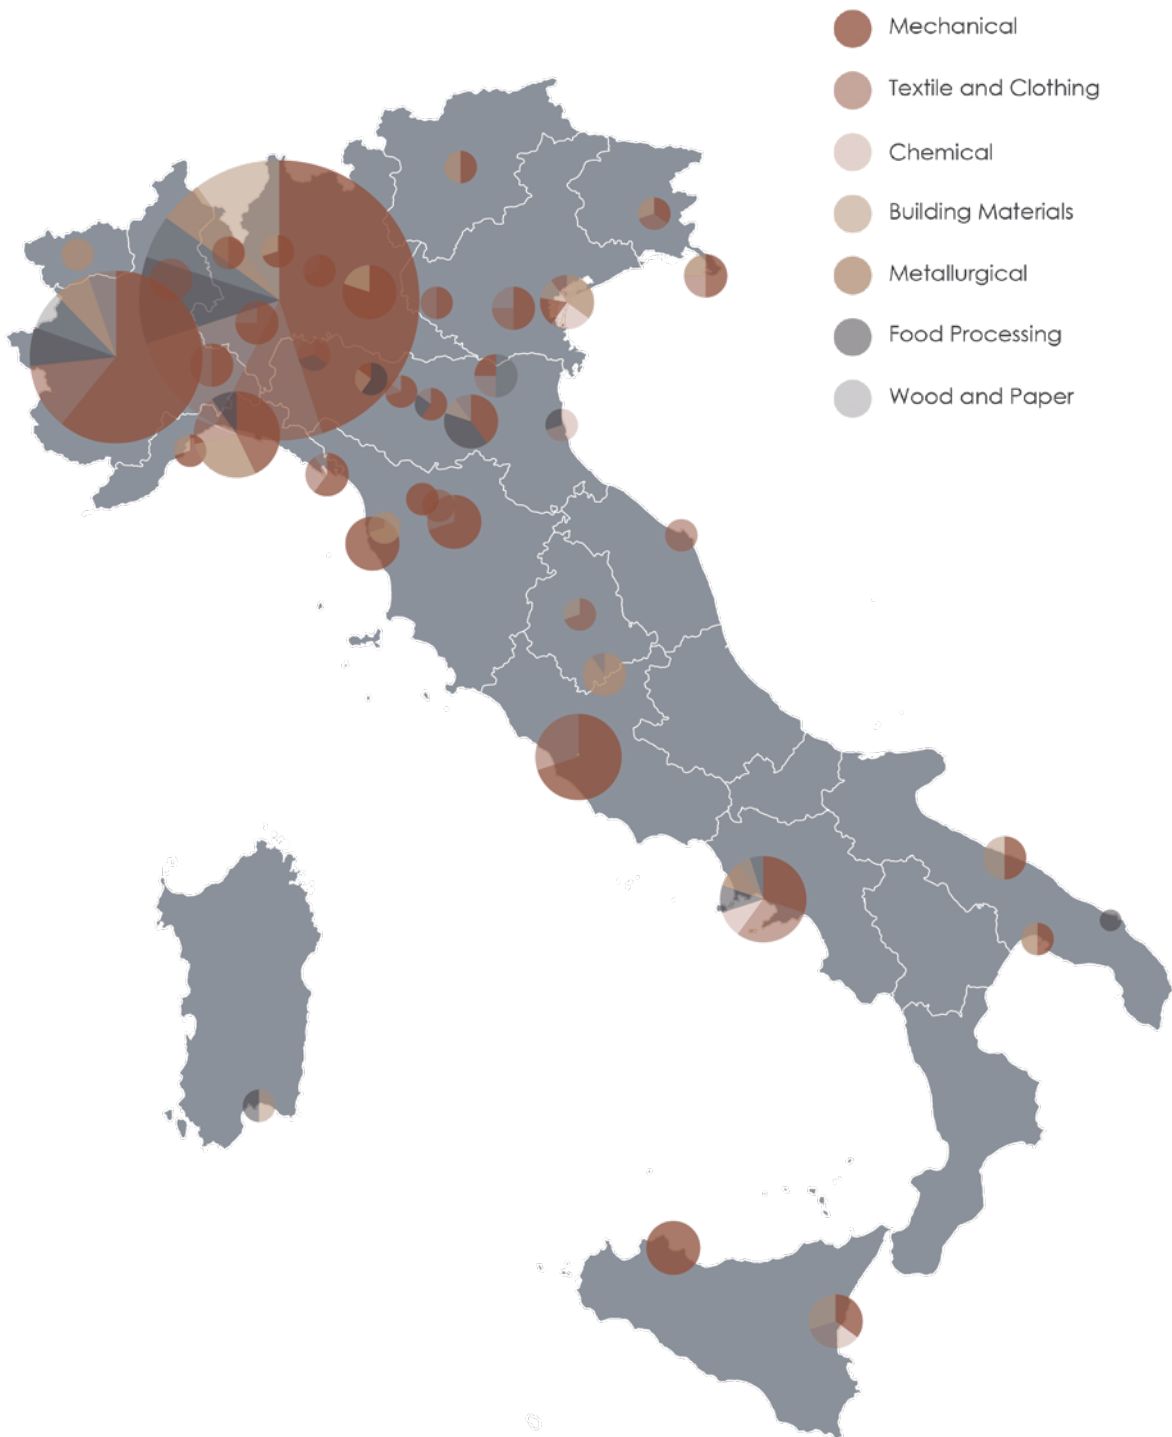 Mechanical
Textile and Clothing
Chemical
Building Materials
Metallurgical
Food Processing
Wood and Paper